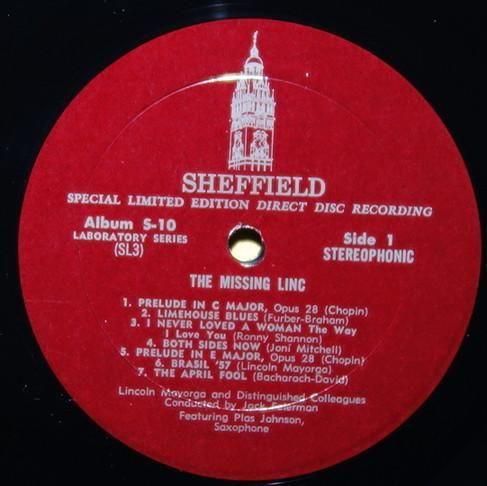 SHEFFIELD
SPECIAL LIMITED EDITION DIRECT DISC RECORDING
Album S-10
LABORATORY SERIES
(SL3)
Side 1
STEREOPHONIC
THE MISSING LINC
1. PRELUDE IN C MAJOR, Opus 28 (Chopin)
2. LIMEHOUSE BLUES (Furber-Braham)
3. I NEVER LOVED A WOMAN The Way
I Love You (Ronny Shannon)
4. BOTH SIDES NOW (Joni Mitchell)
5. PRELUDE IN E MAJOR, Opus 28 (Chopin)
6. BRASIL '57 (Lincoln Mayorga)
7. THE APRIL FOOL (Bacharach-David)
Lincoln Mayorga and Distinguished Colleagues
Conducted by Jack Feierman
Featuring Plas Johnson,
Saxophone